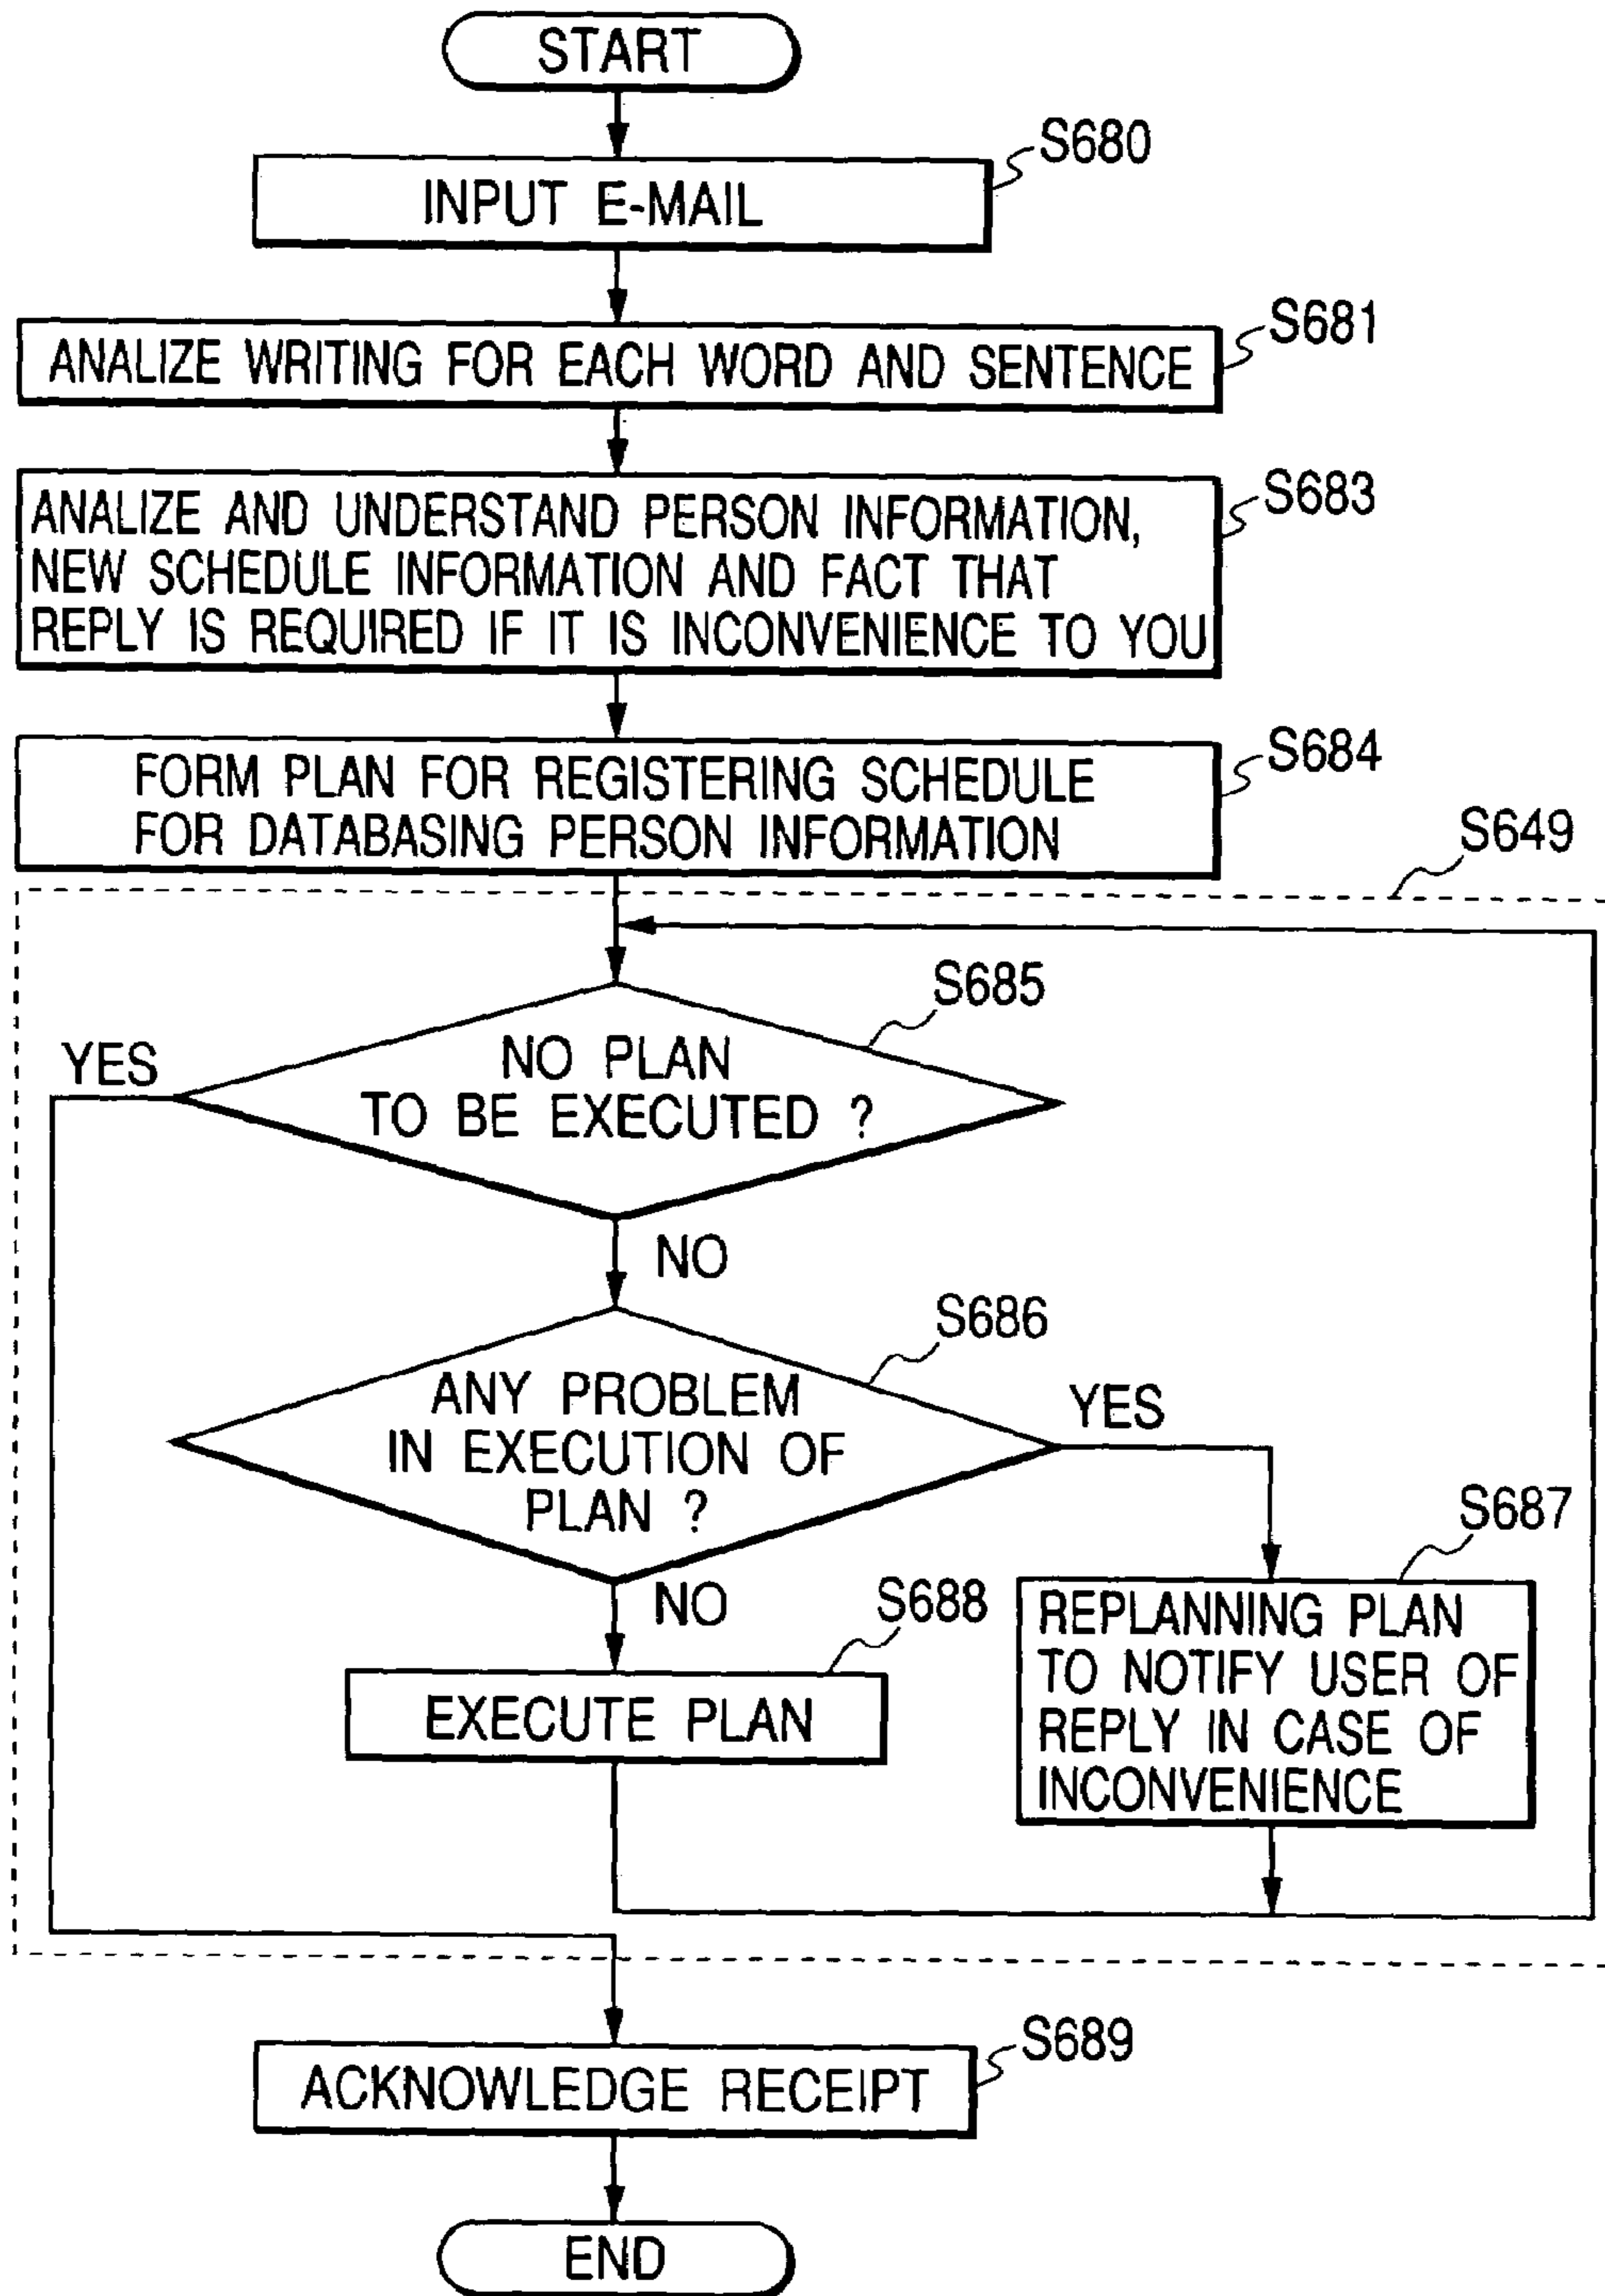 START
S680
INPUT E-MAIL
S681
ANALIZE WRITING FOR EACH WORD AND SENTENCE
S683
ANALIZE AND UNDERSTAND PERSON INFORMATION,
NEW SCHEDULE INFORMATION AND FACT THAT
REPLY IS REQUIRED IF IT IS INCONVENIENCE TO YOU
S684
FORM PLAN FOR REGISTERING SCHEDULE
FOR DATABASING PERSON INFORMATION
S649
S685
YES
NO PLAN
TO BE EXECUTED ?
NO
S686
ANY PROBLEM
IN EXECUTION OF
PLAN ?
YES
NO
S688
EXECUTE PLAN
S687
REPLANNING PLAN
TO NOTIFY USER OF
REPLY IN CASE OF
INCONVENIENCE
S689
ACKNOWLEDGE RECEIPT
END